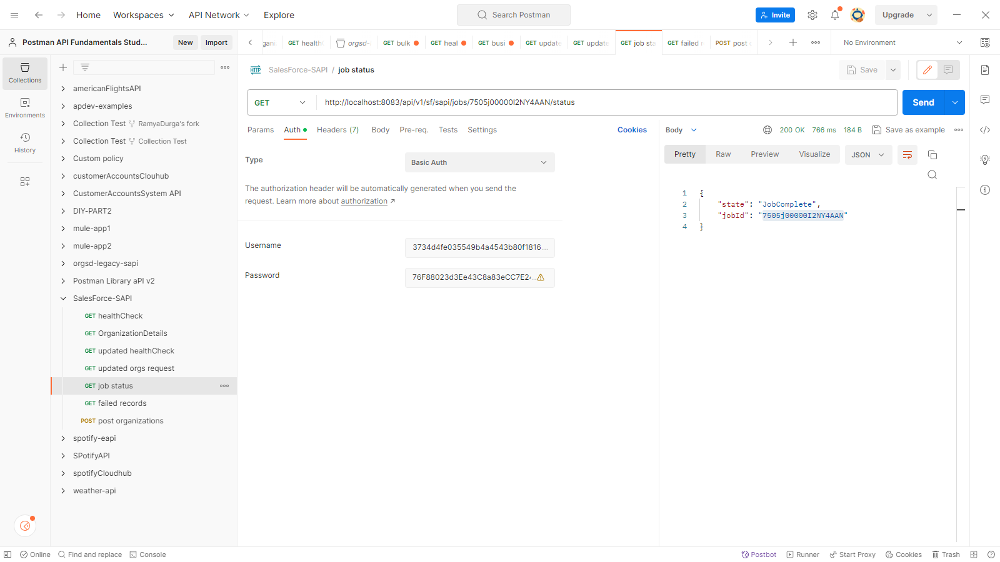 Home Workspaces API Network Explore Search Postman Invite Upgrade
Postman API Fundamentals Stud... New Import
GET health GET bulk GET heal GET busi GET update GET update GET job sta GET failed POST post No Environment
Collections
Environments
History
americanFlightsAPI
apdev-examples
Collection Test RamyaDurga's fork
Collection Test Collection Test
Custom policy
customerAccountsClouhub
CustomerAccountsSystem API
DIY-PART2
mule-app1
mule-app2
orgsd-legacy-sapi
Postman Library aPI v2
SalesForce-SAPI
GET healthCheck
GET OrganizationDetails
GET updated healthCheck
GET updated orgs request
GET job status
GET failed records
POST post organizations
spotify-eapi
SPotifyAPI
spotifyCloudhub
weather-api
HTTP SalesForce-SAPI / job status Save
GET http://localhost:8083/api/v1/sf/sapi/jobs/7505j00000I2NY4AAN/status Send
Params Auth Headers (7) Body Pre-req. Tests Settings Cookies
Type Basic Auth
The authorization header will be automatically generated when you send the
request. Learn more about authorization ↗
Username 3734d4fe035549b4a4543b80f1816...
Password 76F88023d3Ee43C8a83eCC7E2
Body 200 OK 766 ms 184 B Save as example
Pretty Raw Preview Visualize JSON
1 {
2 "state": "JobComplete",
3 "jobId": "7505j00000I2NY4AAN"
4 }
Online Find and replace Console Postbot Runner Start Proxy Cookies Trash